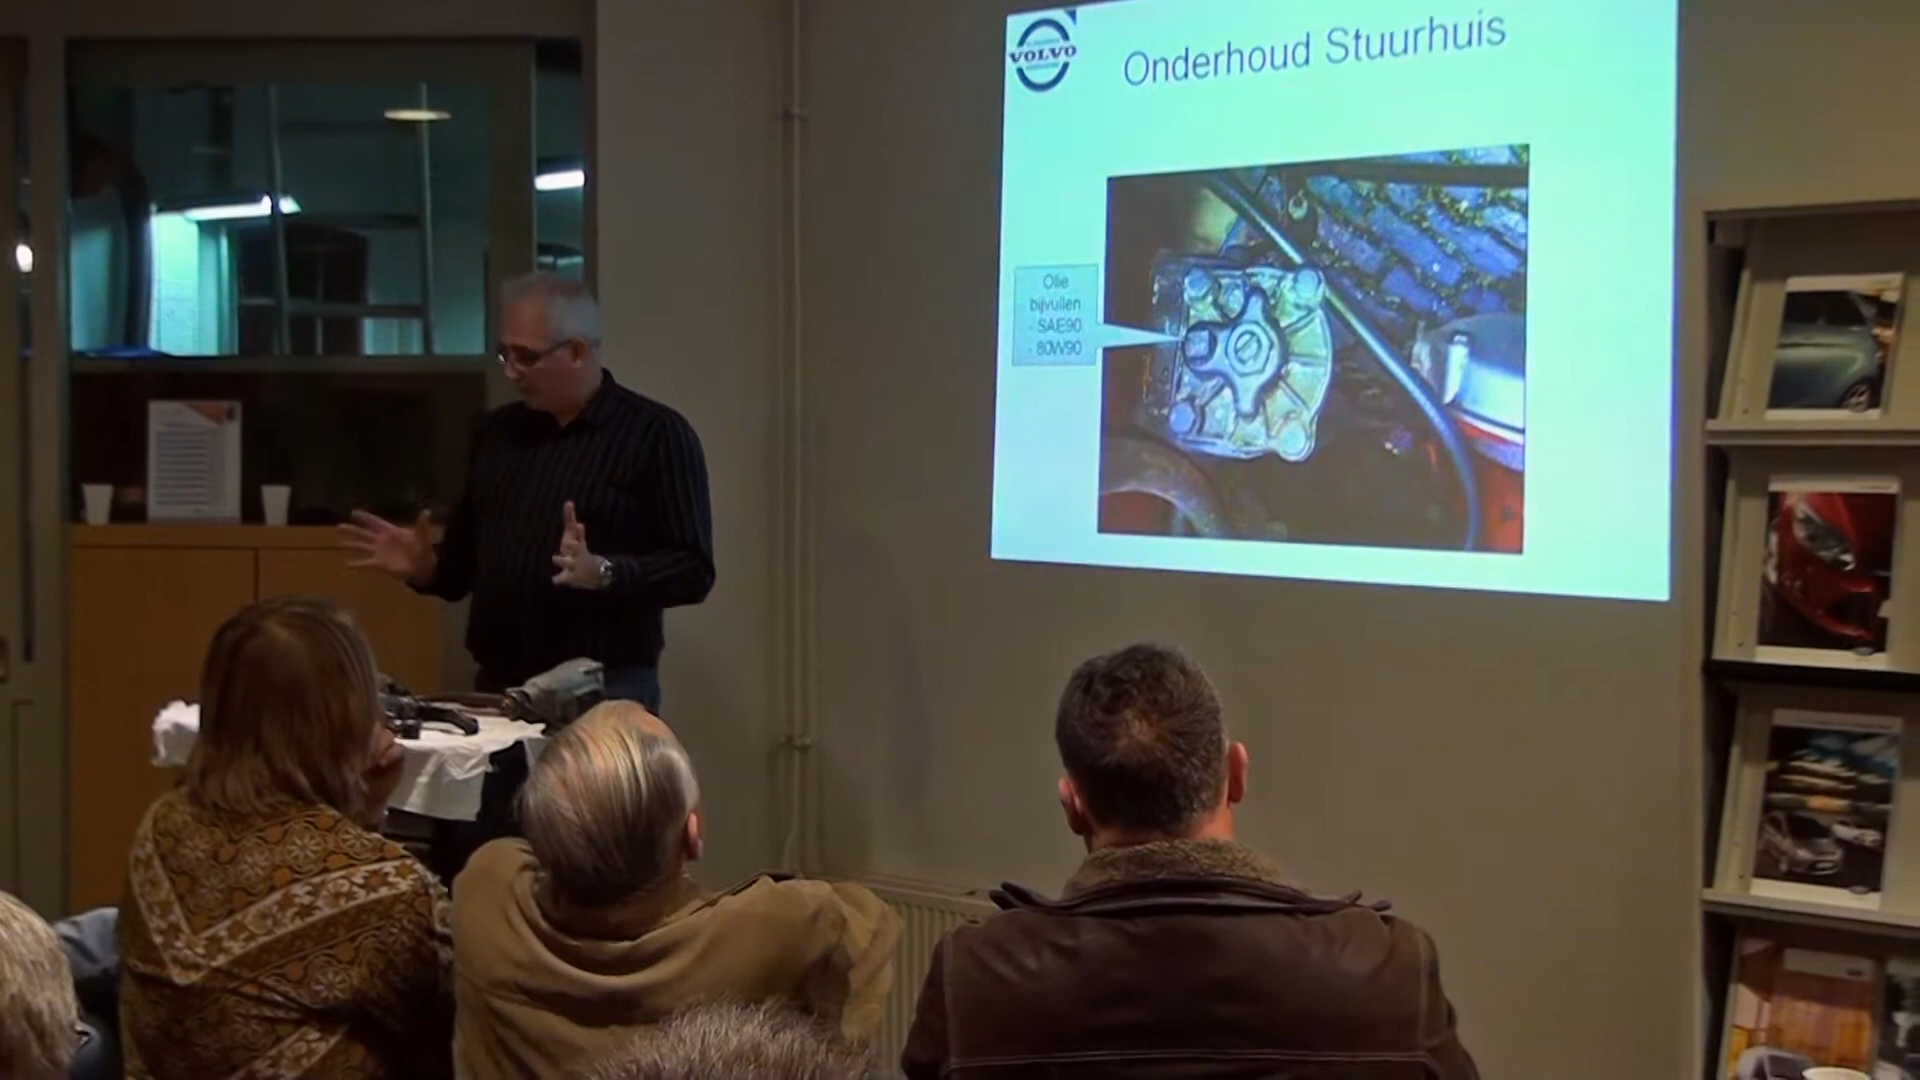 VOLVO
Onderhoud Stuurhuis
Olie
bijvullen
- SAE90
- 80W90